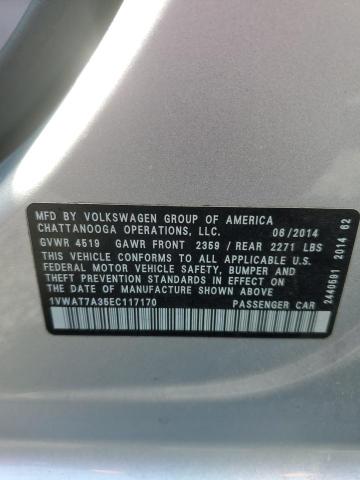 MFD BY VOLKSWAGEN GROUP OF AMERICA
CHATTANOOGA OPERATIONS, LLC. 06/2014
GVWR 4519 GAWR FRONT 2359 / REAR 2271 LBS
THIS VEHICLE CONFORMS TO ALL APPLICABLE U.S.
FEDERAL MOTOR VEHICLE SAFETY, BUMPER AND
THEFT PREVENTION STANDARDS IN EFFECT ON
THE DATE OF MANUFACTURE SHOWN ABOVE
1VWAT7A35EC117170 PASSENGER CAR
2440591 2014 62